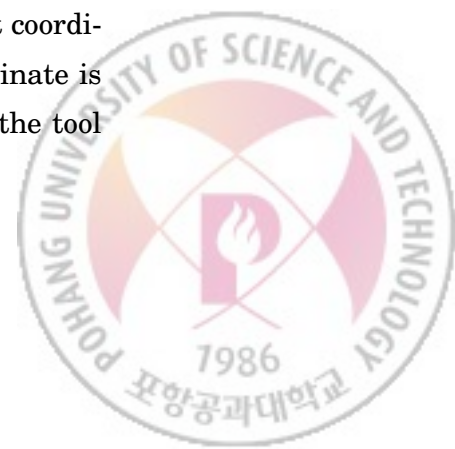 t coordi-
inate is
the tool
POHANG UNIVERSITY OF SCIENCE AND TECHNOLOGY
1986
포항공과대학교